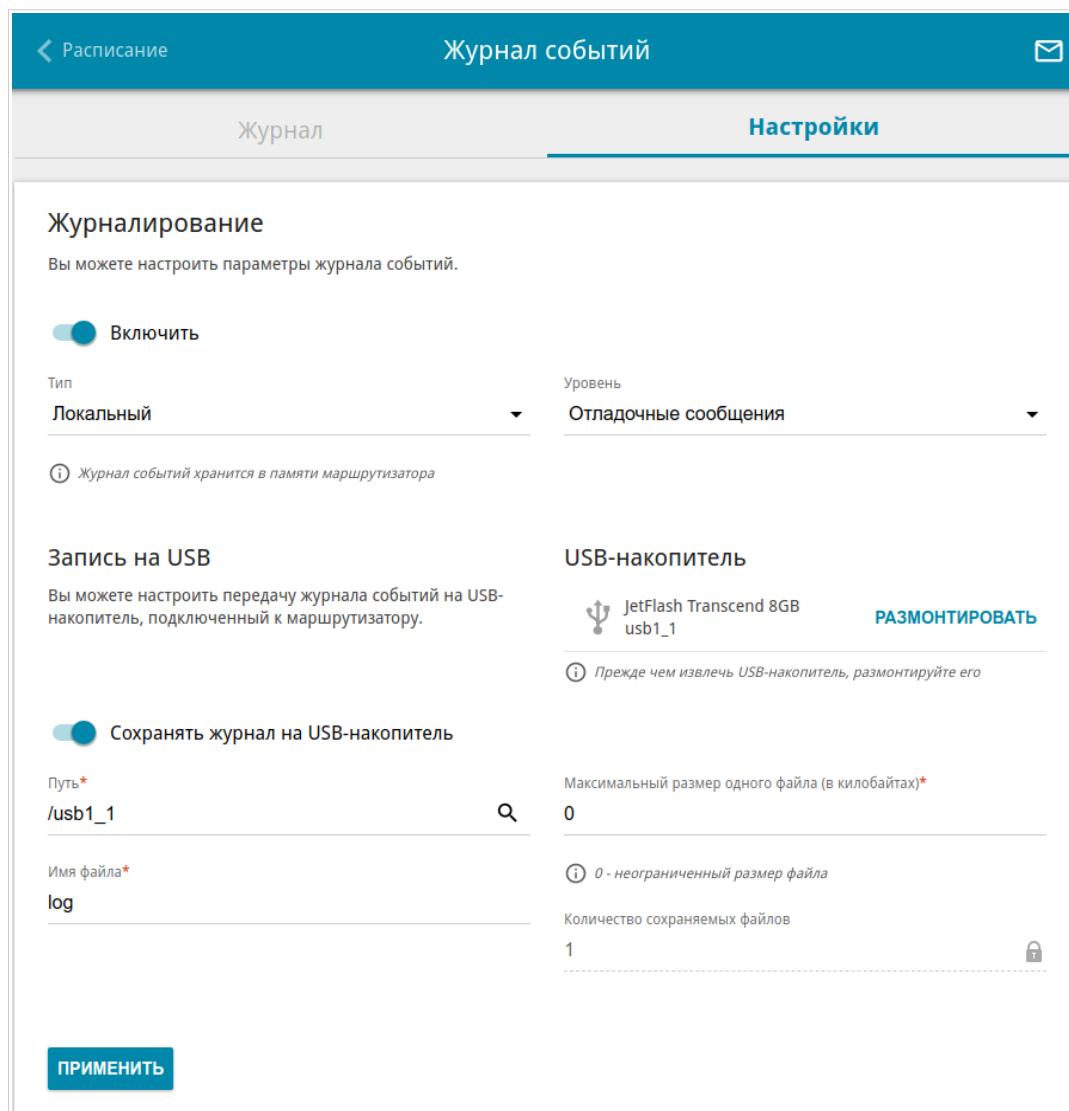 Расписание
Журнал событий
Журнал
Настройки
Журналирование
Вы можете настроить параметры журнала событий.
Включить
Тип
Локальный
Уровень
Отладочные сообщения
Журнал событий хранится в памяти маршрутизатора
Запись на USB
Вы можете настроить передачу журнала событий на USB-
накопитель, подключенный к маршрутизатору.
USB-накопитель
JetFlash Transcend 8GB
usb1_1
РАЗМОНТИРОВАТЬ
Прежде чем извлечь USB-накопитель, размонтируйте его
Сохранять журнал на USB-накопитель
Путь*
/usb1_1
Максимальный размер одного файла (в килобайтах)*
0
Имя файла*
log
0 - неограниченный размер файла
Количество сохраняемых файлов
1
ПРИМЕНИТЬ